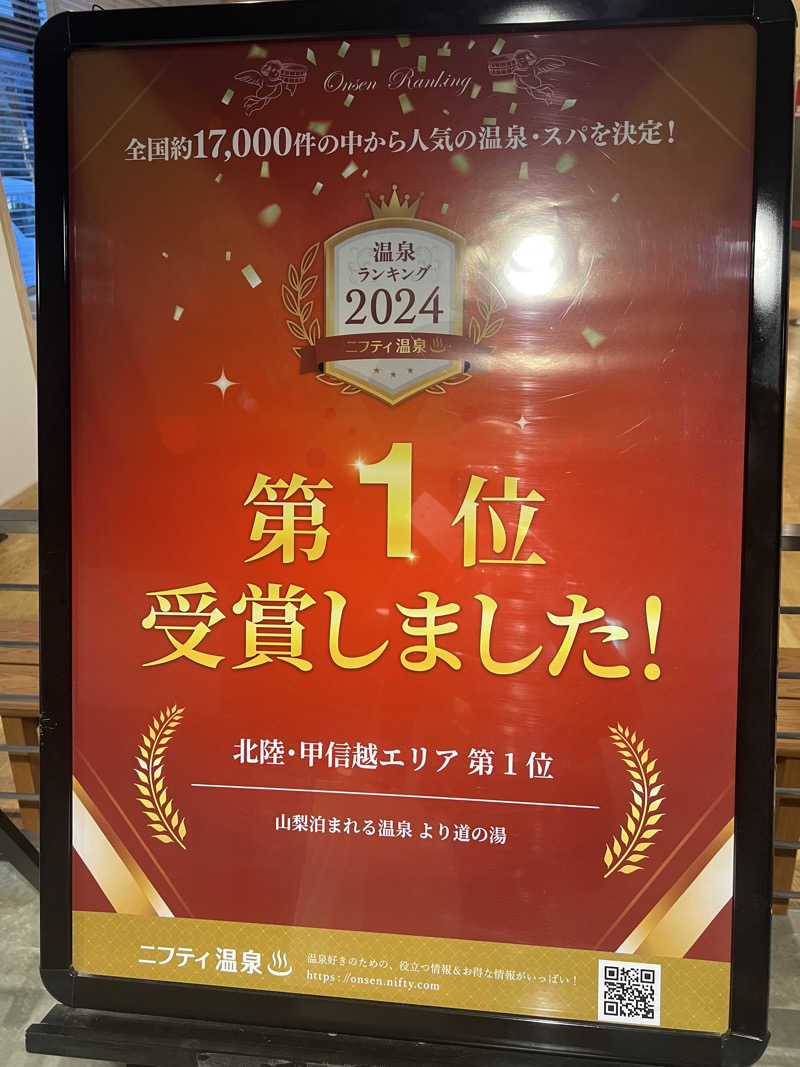 Onsen Ranking
全国約17,000件の中から人気の温泉・スパを決定！
温泉
ランキング
2024
ニフティ温泉
第1位
受賞しました！
北陸・甲信越エリア 第1位
山梨泊まれる温泉 より道の湯
ニフティ温泉
温泉好きのための、役立つ情報＆お得な情報がいっぱい！
https://onsen.nifty.com